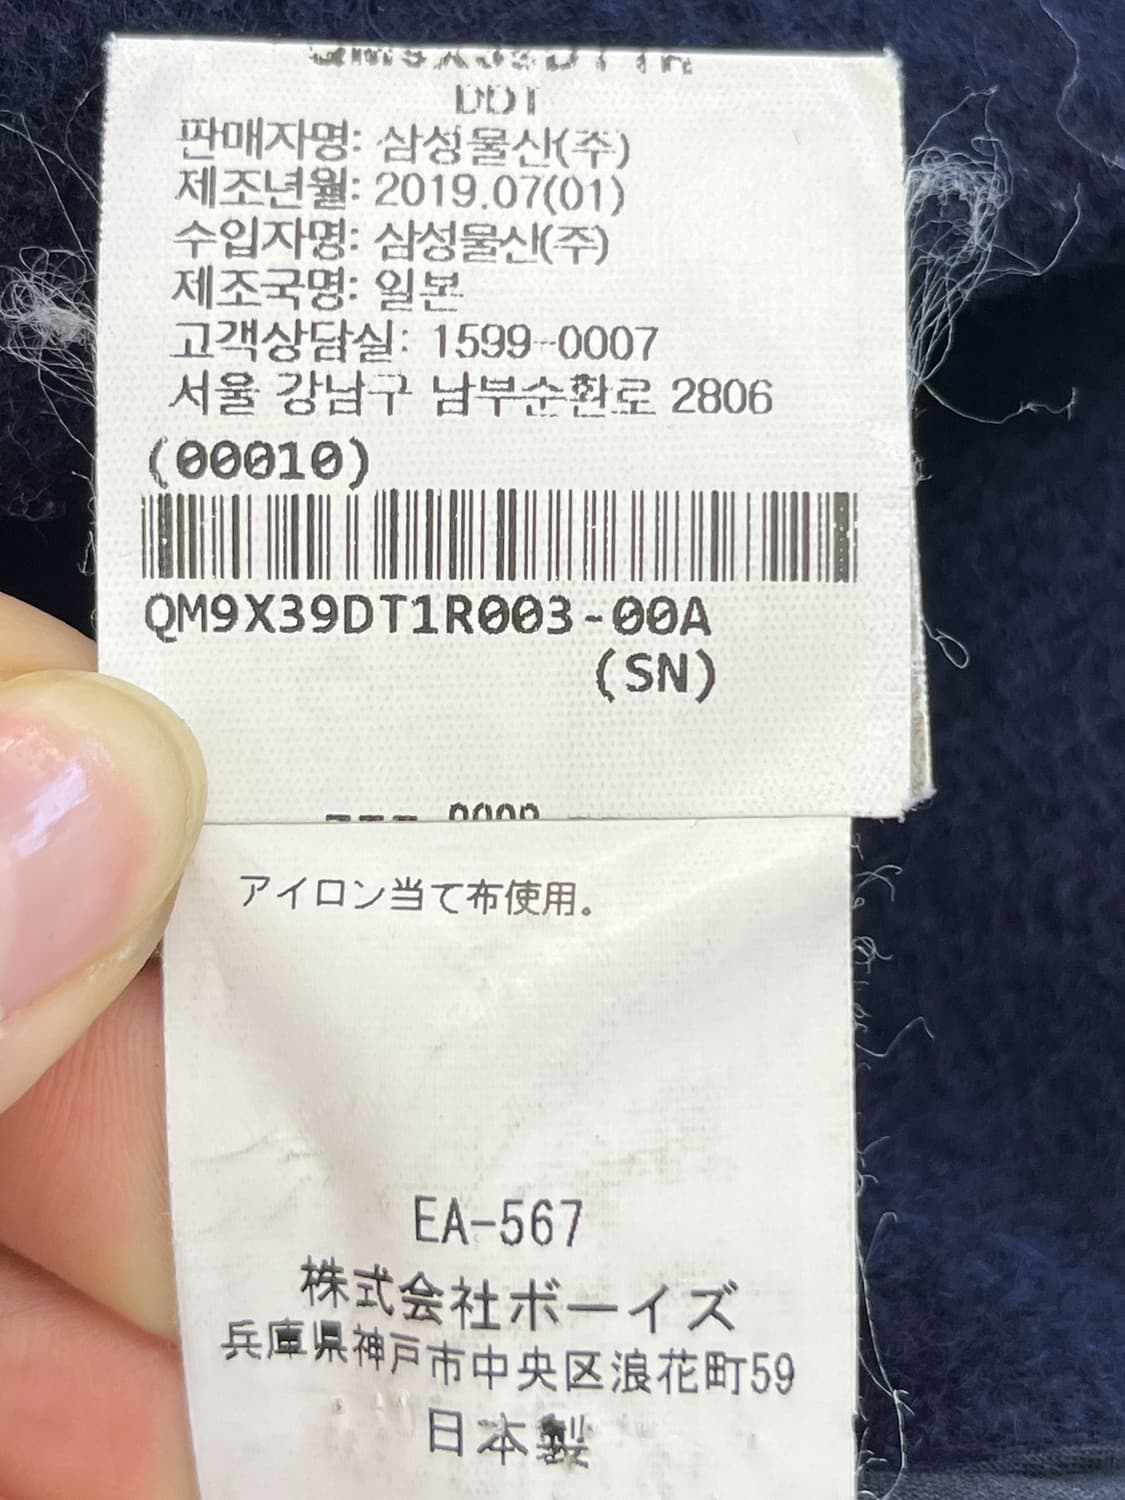 DDT
판매자명: 삼성물산(주)
제조년월: 2019.07(01)
수입자명: 삼성물산(주)
제조국명: 일본
고객상담실: 1599-0007
서울 강남구 남부순환로 2806
(00010)
QM9X39DT1R003-00A
(SN)
アイロン当て布使用。
EA-567
株式会社ボーイズ
兵庫県神戸市中央区浪花町59
日本製